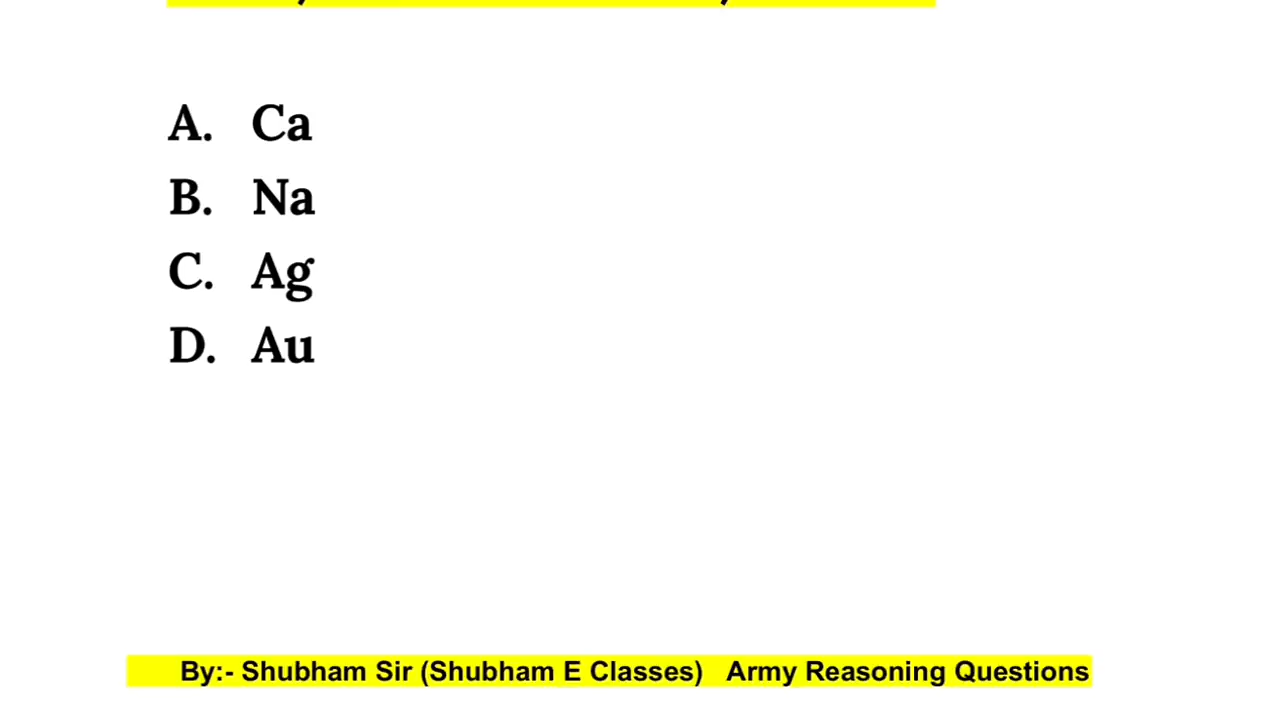 A. Ca
B. Na
C. Ag
D. Au
By:- Shubham Sir (Shubham E Classes) Army Reasoning Questions